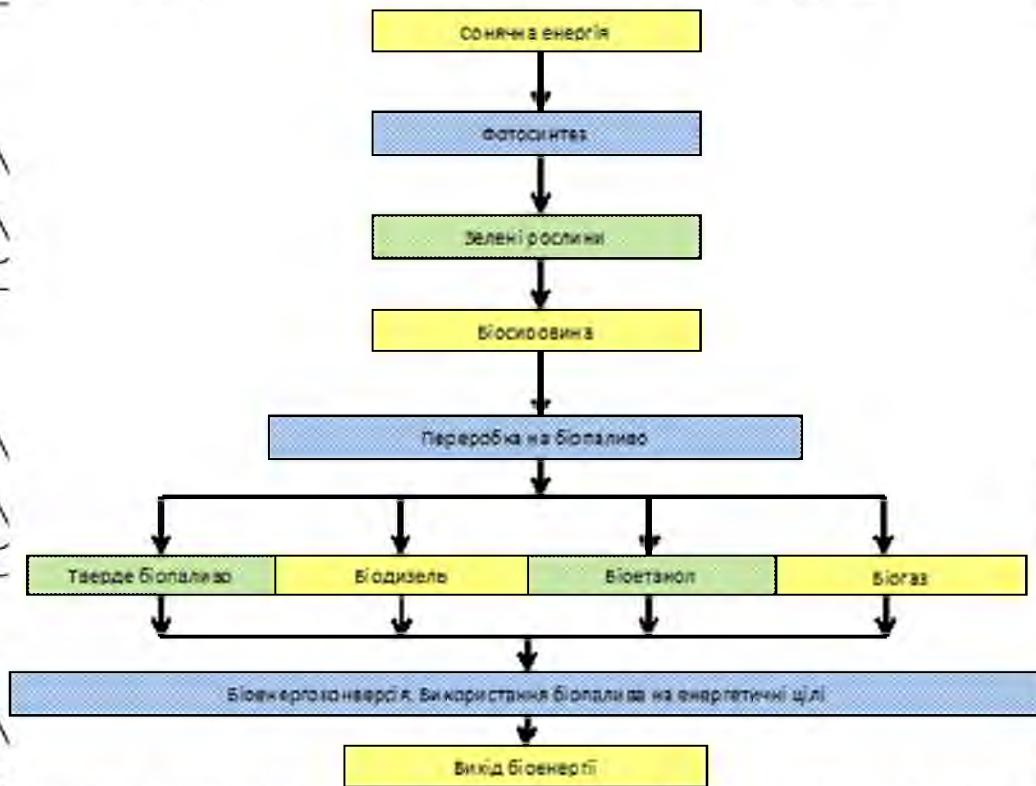 Сонячна енергія
Фотосинтез
Зелені рослини
Біосировина
Переробка на біопаливо
Тверде біопаливо
Біодизель
Біоетанол
Біогаз
Біоенергоконверсія. Використання біопалива на енергетичні цілі
Вихід біоенергії